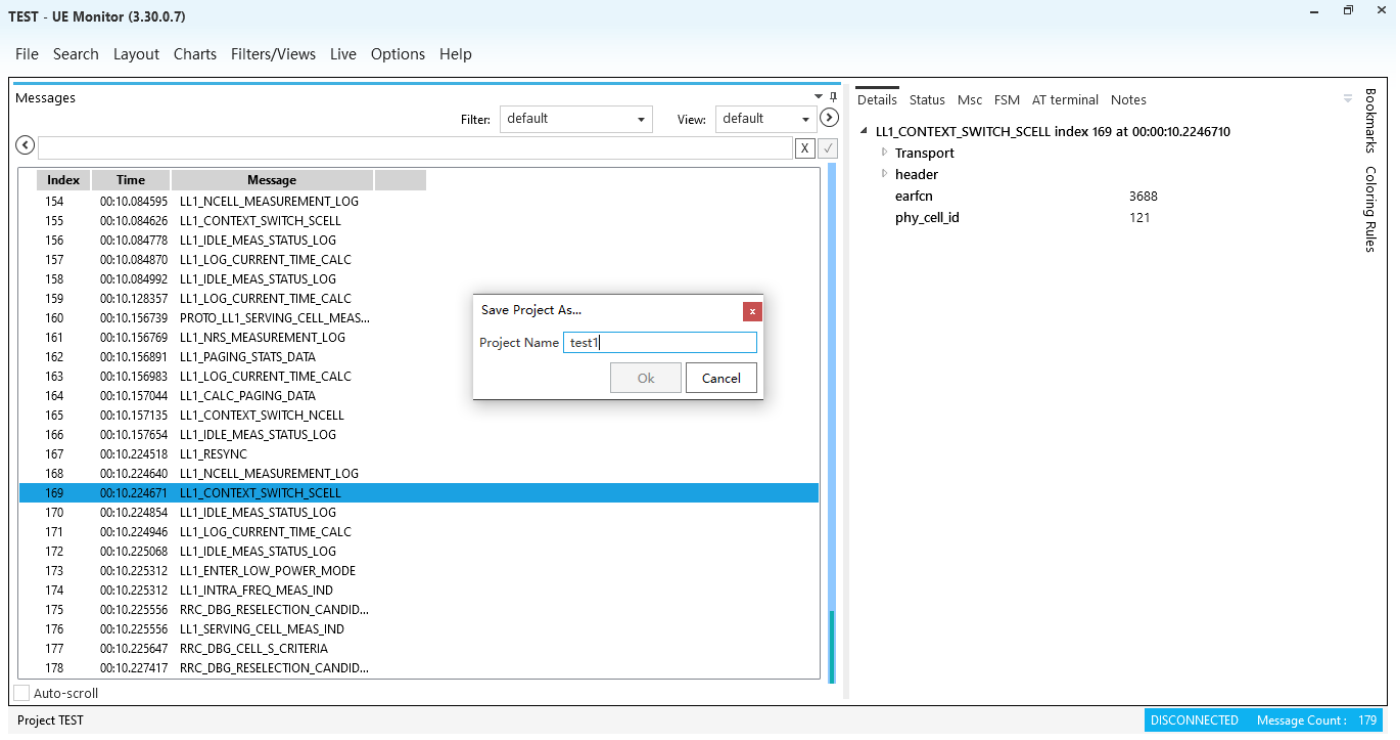 TEST - UE Monitor (3.30.0.7)
File Search Layout Charts Filters/Views Live Options Help
Messages
Filter: default View: default
X
Index Time Message
154 00:10.084595 LL1_NCELL_MEASUREMENT_LOG
155 00:10.084626 LL1_CONTEXT_SWITCH_SCELL
156 00:10.084778 LL1_IDLE_MEAS_STATUS_LOG
157 00:10.084870 LL1_LOG_CURRENT_TIME_CALC
158 00:10.084992 LL1_IDLE_MEAS_STATUS_LOG
159 00:10.128357 LL1_LOG_CURRENT_TIME_CALC
160 00:10.156739 PROTO_LL1_SERVING_CELL_MEAS...
161 00:10.156769 LL1_NRS_MEASUREMENT_LOG
162 00:10.156891 LL1_PAGING_STATS_DATA
163 00:10.156983 LL1_LOG_CURRENT_TIME_CALC
164 00:10.157044 LL1_CALC_PAGING_DATA
165 00:10.157135 LL1_CONTEXT_SWITCH_NCELL
166 00:10.157654 LL1_IDLE_MEAS_STATUS_LOG
167 00:10.224518 LL1_RESYNC
168 00:10.224640 LL1_NCELL_MEASUREMENT_LOG
169 00:10.224671 LL1_CONTEXT_SWITCH_SCELL
170 00:10.224854 LL1_IDLE_MEAS_STATUS_LOG
171 00:10.224946 LL1_LOG_CURRENT_TIME_CALC
172 00:10.225068 LL1_IDLE_MEAS_STATUS_LOG
173 00:10.225312 LL1_ENTER_LOW_POWER_MODE
174 00:10.225312 LL1_INTRA_FREQ_MEAS_IND
175 00:10.225556 RRC_DBG_RESELECTION_CANDID...
176 00:10.225556 LL1_SERVING_CELL_MEAS_IND
177 00:10.225647 RRC_DBG_CELL_S_CRITERIA
178 00:10.227417 RRC_DBG_RESELECTION_CANDID...
Auto-scroll
Save Project As...
x
Project Name test1
Ok Cancel
Details Status Msc FSM AT terminal Notes
LL1_CONTEXT_SWITCH_SCELL index 169 at 00:00:10.2246710
Transport
header
earfcn 3688
phy_cell_id 121
Bookmarks
Coloring Rules
Project TEST
DISCONNECTED Message Count : 179